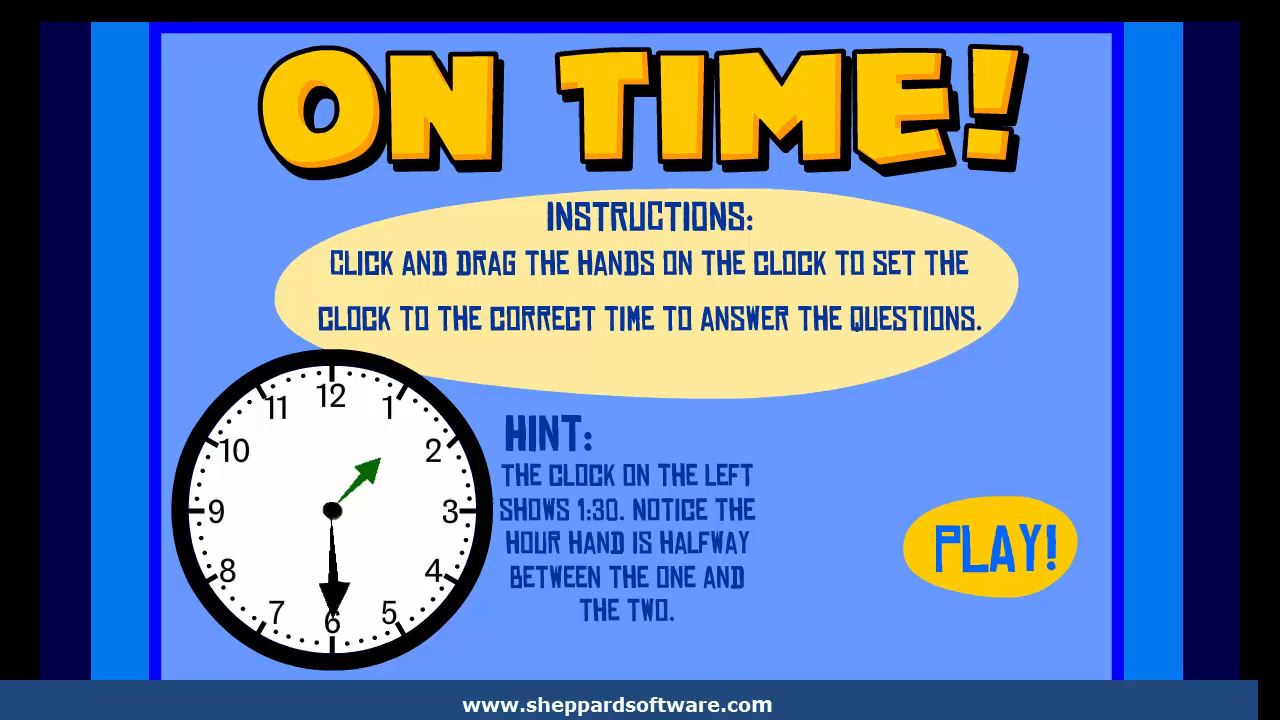 ON TIME!
INSTRUCTIONS:
CLICK AND DRAG THE HANDS ON THE CLOCK TO SET THE
CLOCK TO THE CORRECT TIME TO ANSWER THE QUESTIONS.
12
11
1
10
2
9
3
8
4
7
5
6
HINT:
THE CLOCK ON THE LEFT
SHOWS 1:30. NOTICE THE
HOUR HAND IS HALFWAY
BETWEEN THE ONE AND
THE TWO.
PLAY!
www.sheppardsoftware.com